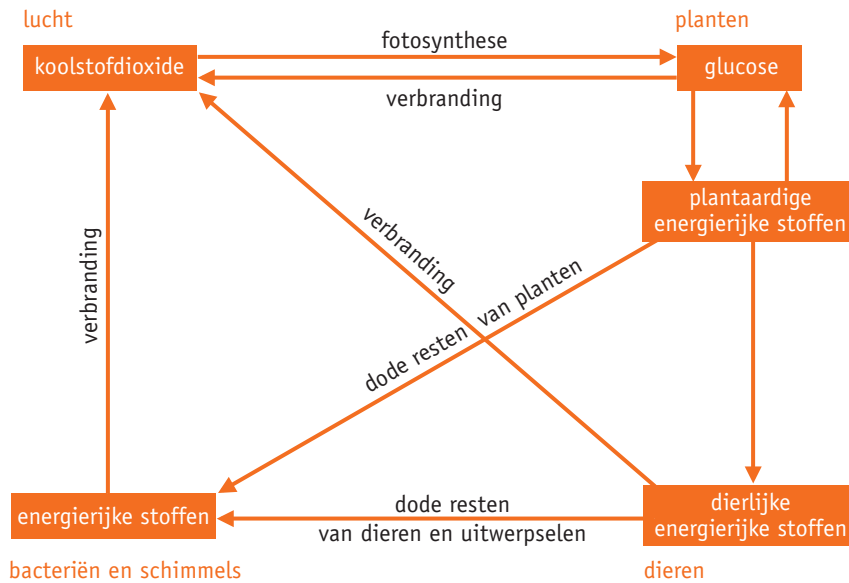 lucht
planten
koolstofdioxide
fotosynthese
glucose
verbranding
plantaardige
energierijke stoffen
verbranding
verbranding
dode resten van planten
energierijke stoffen
dode resten
van dieren en uitwerpselen
dierlijke
energierijke stoffen
bacteriën en schimmels
dieren